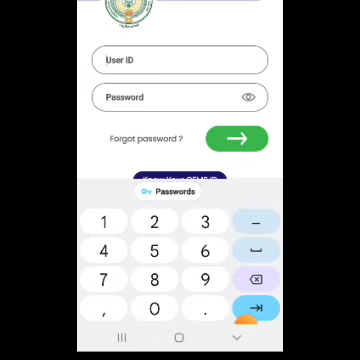 User ID
Password
Forgot password ?
Passwords
1 2 3 –
4 5 6
7 8 9
, 0 .